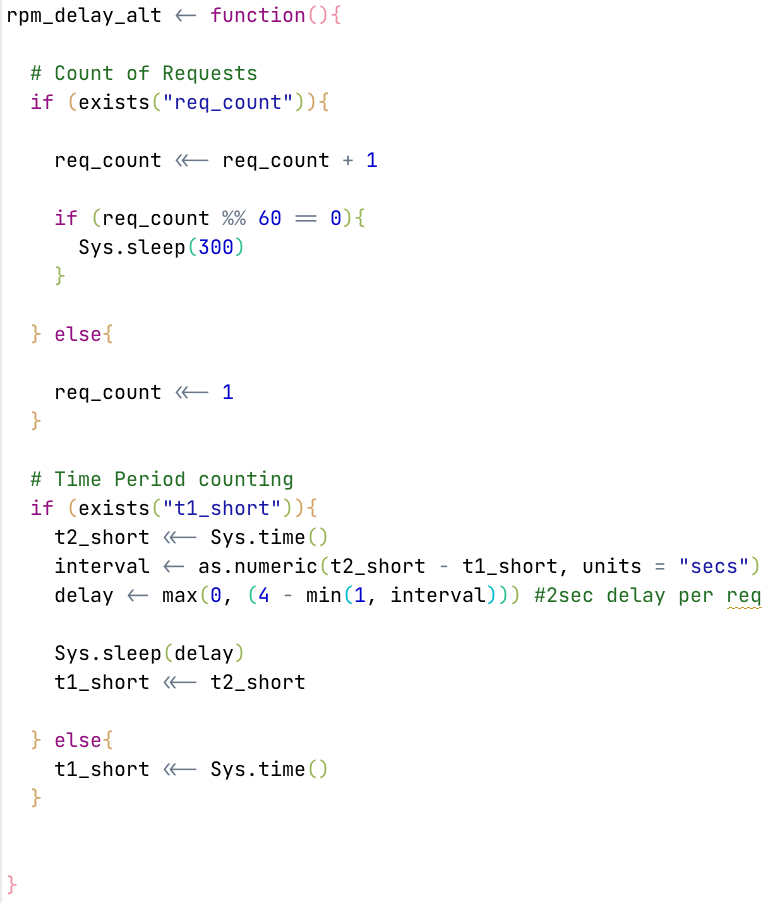 rpm_delay_alt <- function(){
# Count of Requests
if (exists("req_count")){
req_count <<- req_count + 1
if (req_count %% 60 == 0){
Sys.sleep(300)
}
} else{
req_count <<- 1
}
# Time Period counting
if (exists("t1_short")){
t2_short <<- Sys.time()
interval <- as.numeric(t2_short - t1_short, units = "secs")
delay <- max(0, (4 - min(1, interval))) #2sec delay per req
Sys.sleep(delay)
t1_short <<- t2_short
} else{
t1_short <<- Sys.time()
}
}